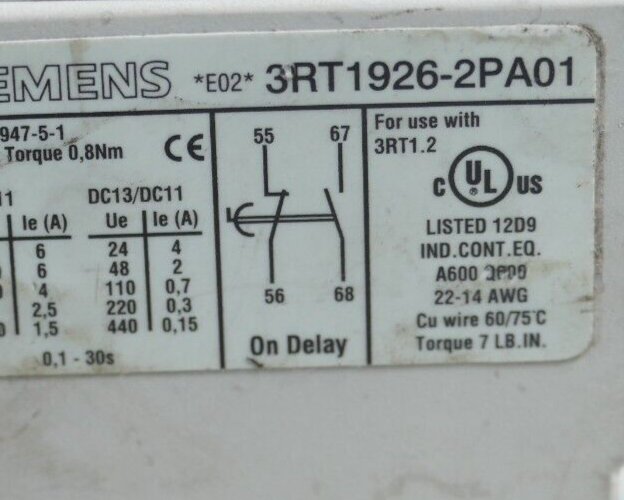 EMENS *E02* 3RT1926-2PA01
947-5-1
Torque 0,8Nm CE
11 DC13/DC11
Ie (A) Ue Ie (A)
6 24 4
6 48 2
4 110 0,7
2,5 220 0,3
1,5 440 0,15
0,1 - 30s
55 67
56 68
On Delay
For use with
3RT1.2
C UL US
LISTED 12D9
IND.CONT.EQ.
A600
22-14 AWG
Cu wire 60/75°C
Torque 7 LB.IN.